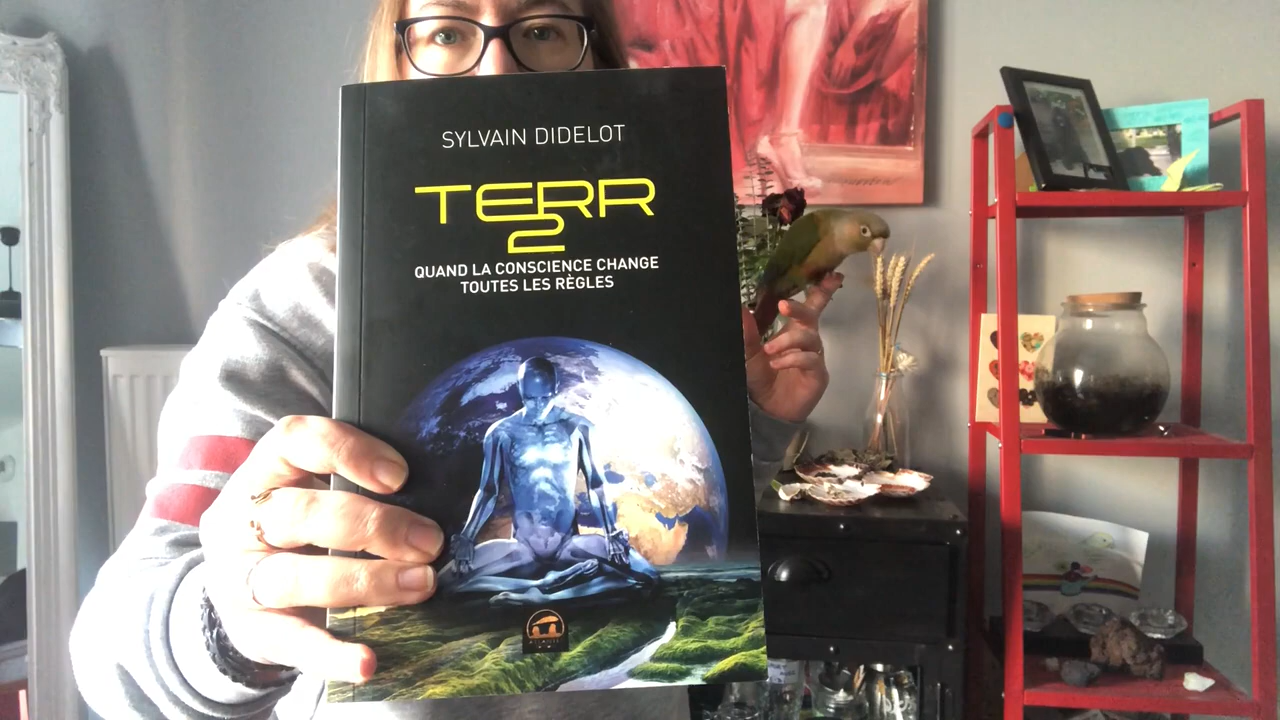 SYLVAIN DIDELOT
TERR
2
QUAND LA CONSCIENCE CHANGE
TOUTES LES RÈGLES